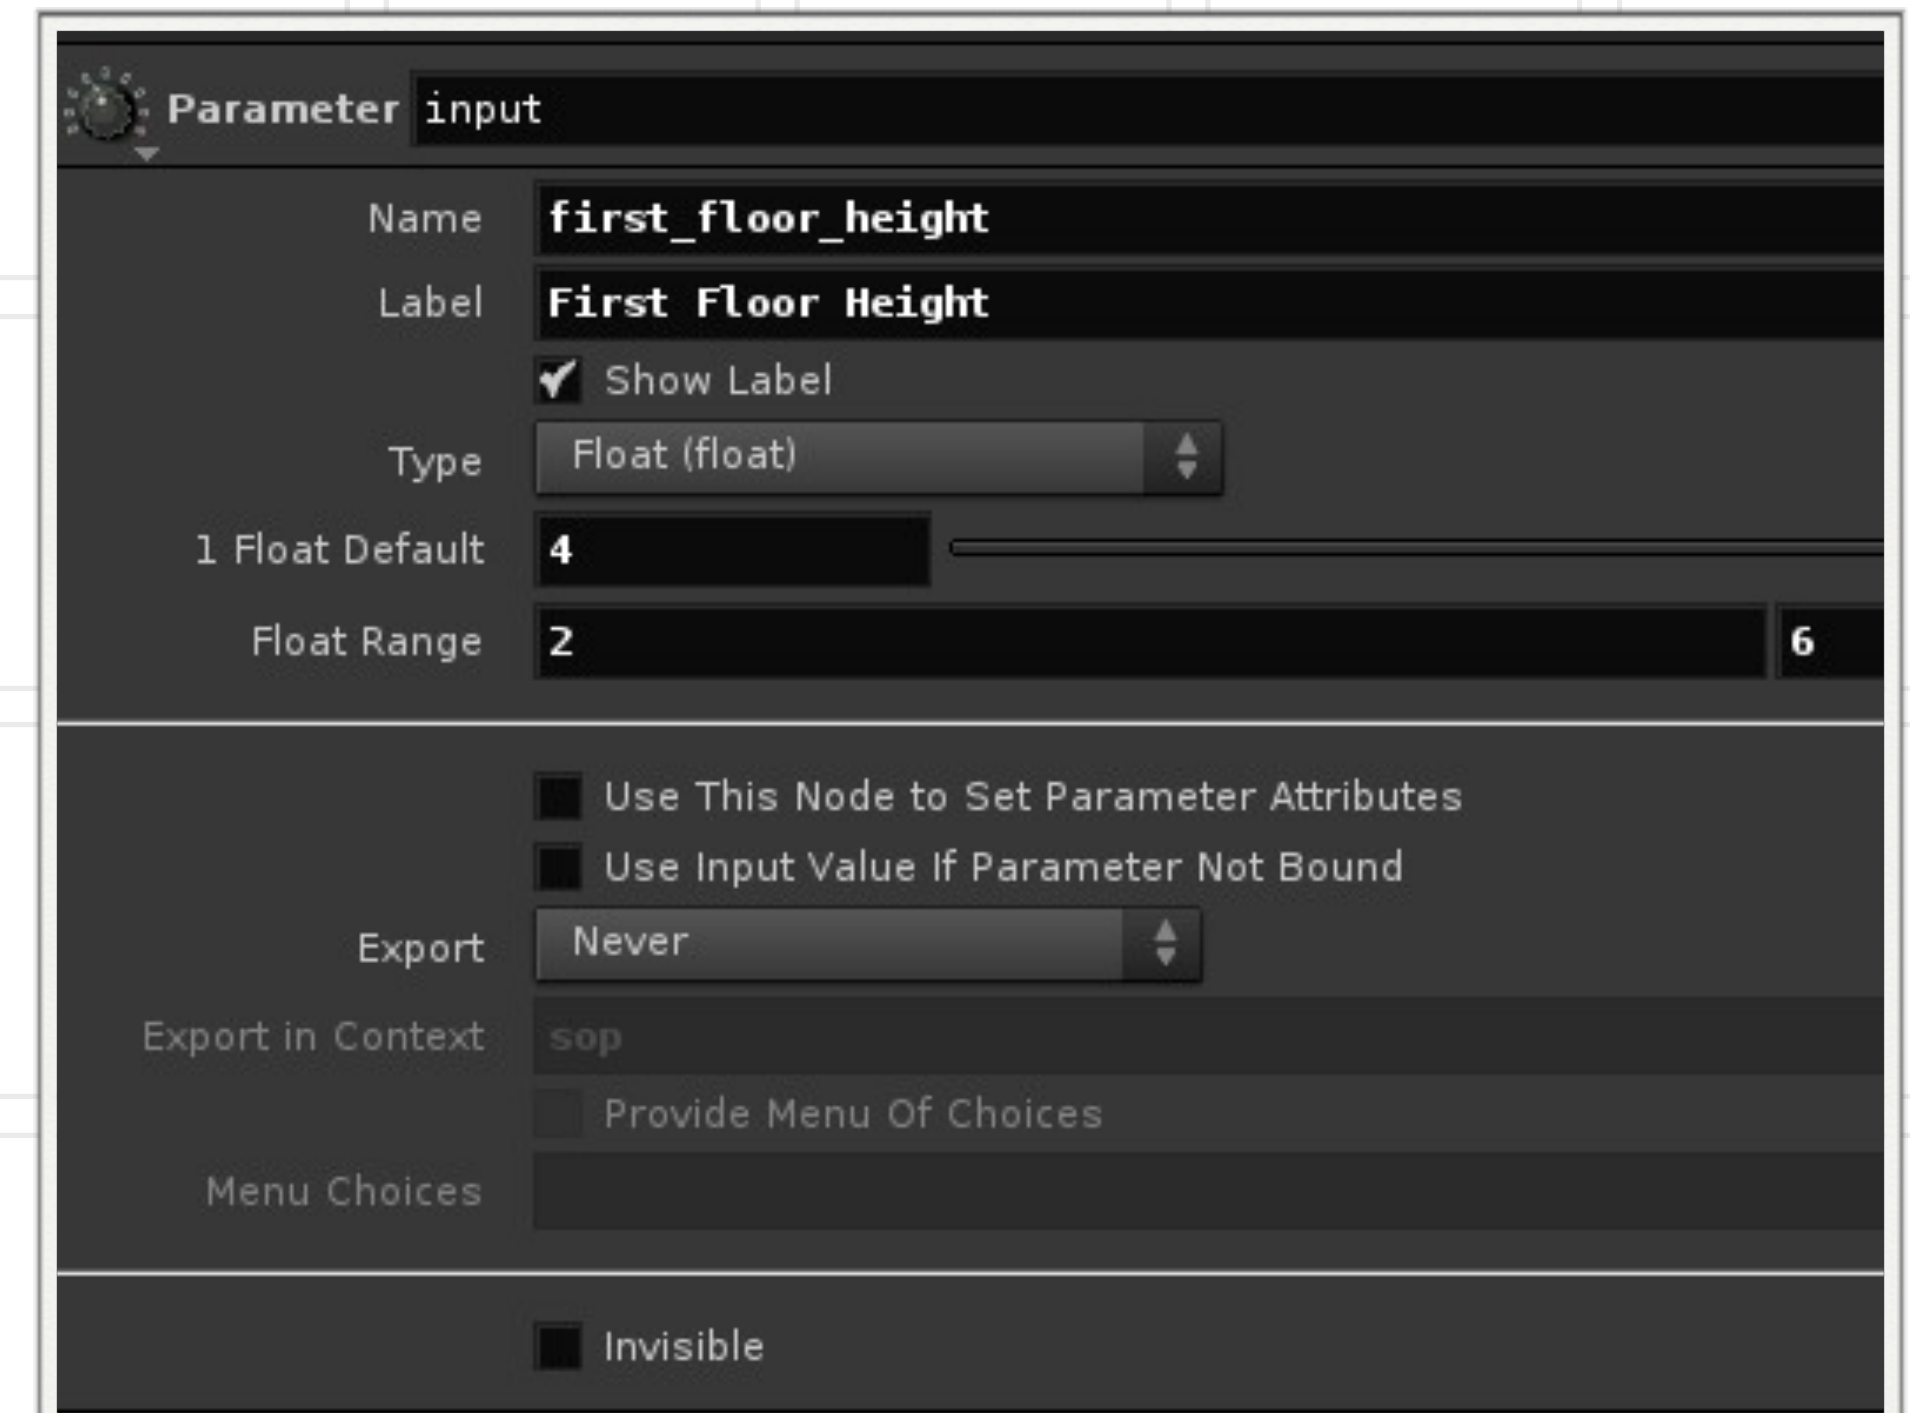 Parameter input
Name first_floor_height
Label First Floor Height
Show Label
Type Float (float)
1 Float Default 4
Float Range 2 6
Use This Node to Set Parameter Attributes
Use Input Value If Parameter Not Bound
Export Never
Export in Context sop
Provide Menu Of Choices
Menu Choices
Invisible